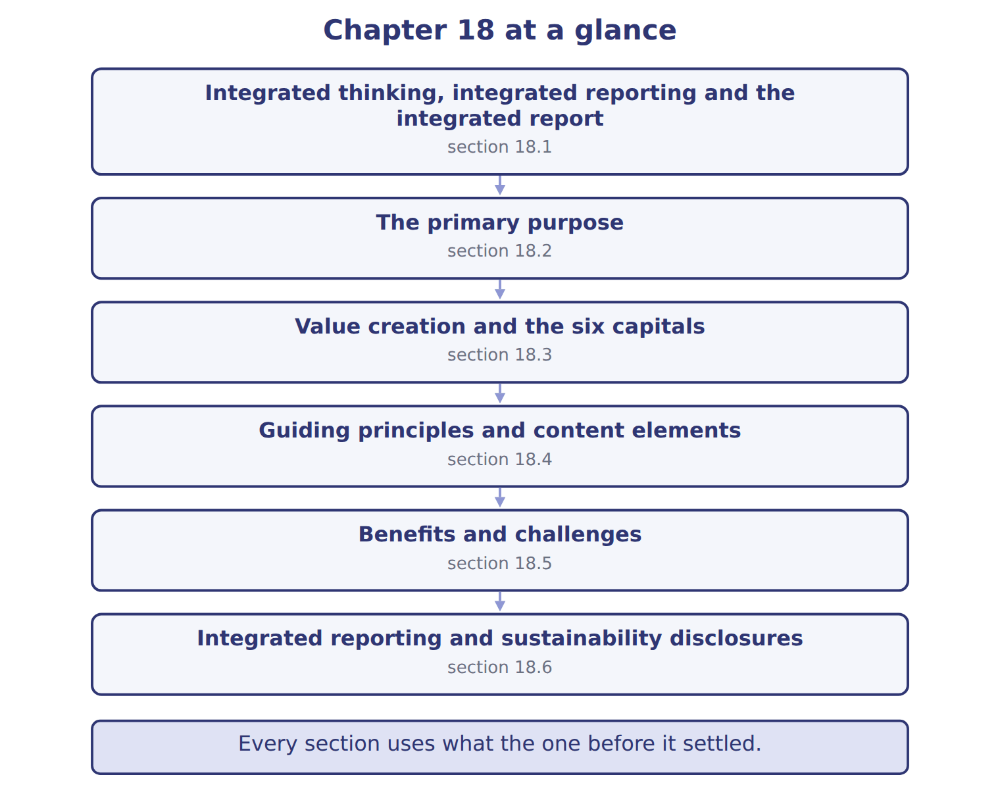 Chapter 18 at a glance
Integrated thinking, integrated reporting and the
integrated report
section 18.1
The primary purpose
section 18.2
Value creation and the six capitals
section 18.3
Guiding principles and content elements
section 18.4
Benefits and challenges
section 18.5
Integrated reporting and sustainability disclosures
section 18.6
Every section uses what the one before it settled.